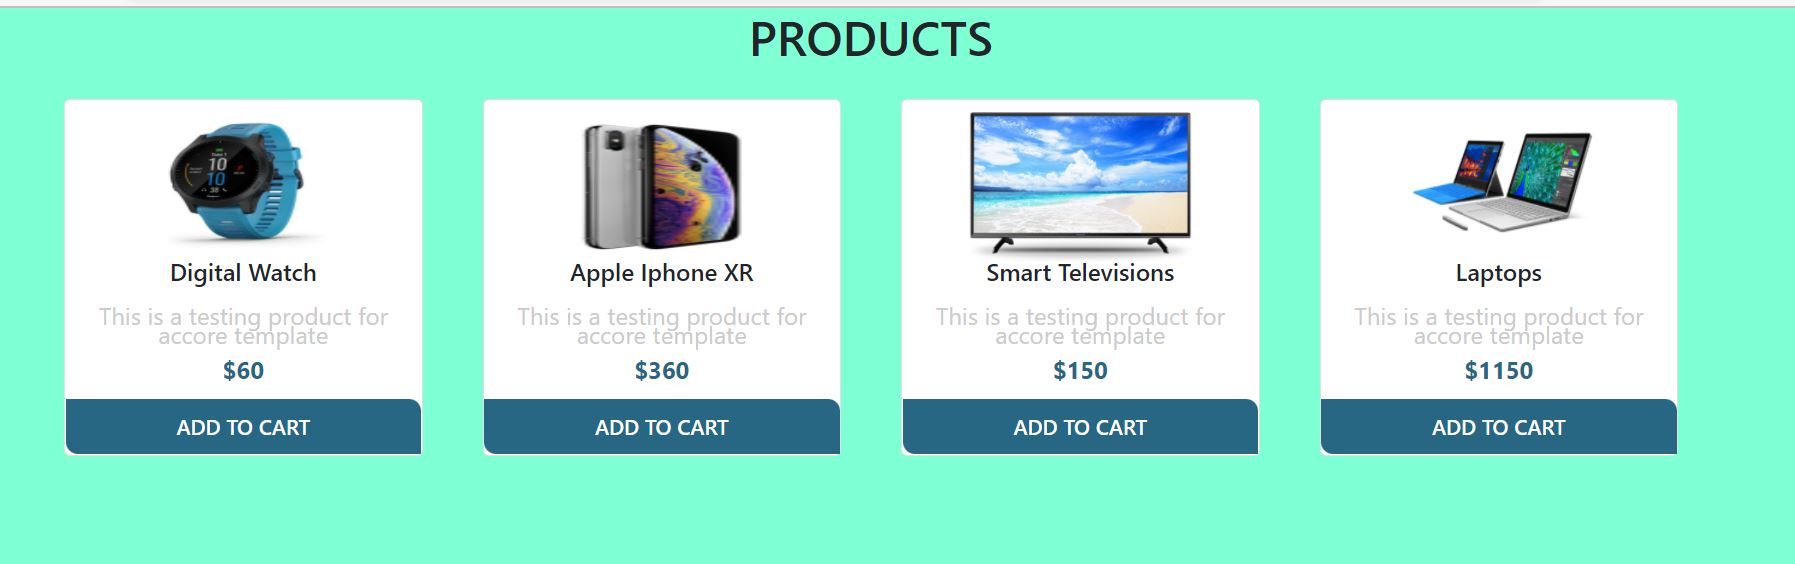 PRODUCTS
Digital Watch
This is a testing product for
accore template
$60
ADD TO CART
Apple Iphone XR
This is a testing product for
accore template
$360
ADD TO CART
Smart Televisions
This is a testing product for
accore template
$150
ADD TO CART
Laptops
This is a testing product for
accore template
$1150
ADD TO CART